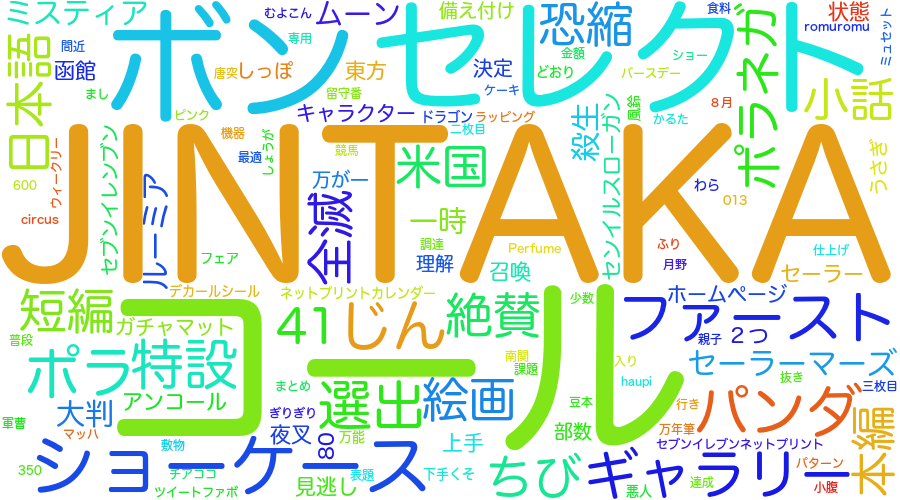 ミスティア
ボンセレクト
むよこん
ムーン
備え付け
恐縮
食料
状態
romuromu
ミュセット
日本語
問近
函館
まし
専用
唐突
しっぽ
東方
留守番
決定
金額
どおり
ケーキ
ショー
バースデー
ポラネガ
小話
ピンク
キャラクター
ドラゴン
ラッピング
二枚目
殺生
センイルスローガン
風鈴
かるた
8月
うさぎ
JINTAKA
セブンイレンブン
機器
最適
しょうが
競馬
万が一
米国
わら
013
600
ウィークリー
circus
ルーミア
全滅
一時
調達
理解
Perfume
召喚
ふり
月野
仕上げ
セーラー
フェア
デカールシール
ネットプリントカレンダー
少数
ホームページ
短編
ガチャマット
コール
41
じん
絶賛
ファースト
親子
2つ
普段
ポラ
特設
南関
課題
入り
セーラーマーズ
haupi
抜き
三枚目
まとめ
アンコール
選出
絵画
豆本
行き
パンダ
大判
軍曹
マッハ
ぎりぎり
夜叉
80
万能
上手
部数
万年筆
セブンイレブンネットプリント
本編
敷物
350
ショーケース
チアココ
ツイートファボ
見逃し
表題
下手くそ
ちび
ギャラリー
悪人
達成
パターン
小腹